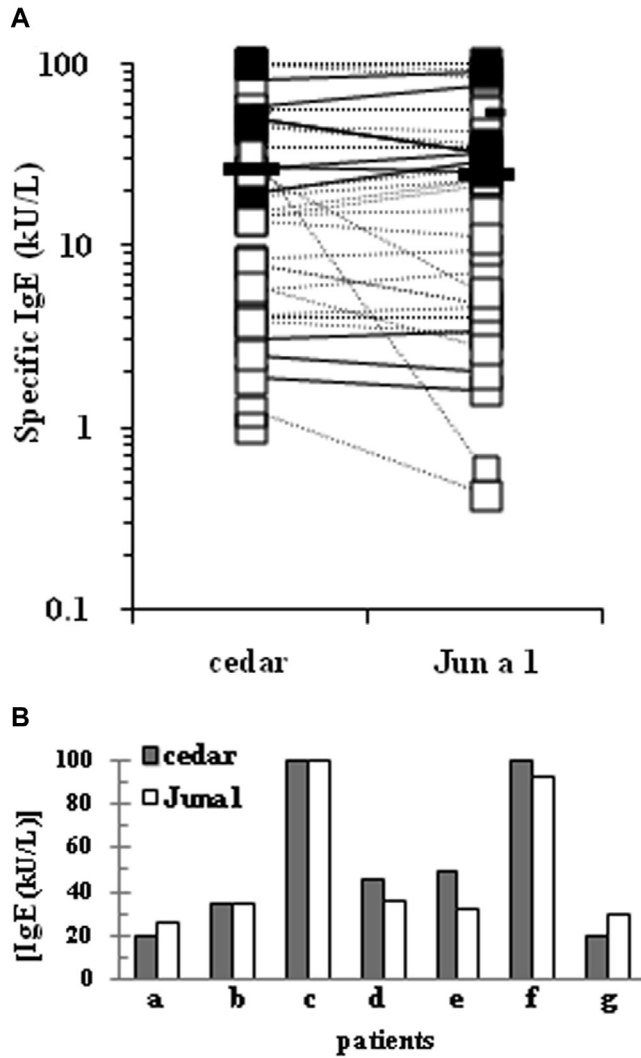 A
Specific IgE (kU/L)
100
10
1
0.1
cedar
Jun a 1
B
[IgE (kU/L)]
100
80
60
40
20
0
cedar
Juna1
a b c d e f g
patients